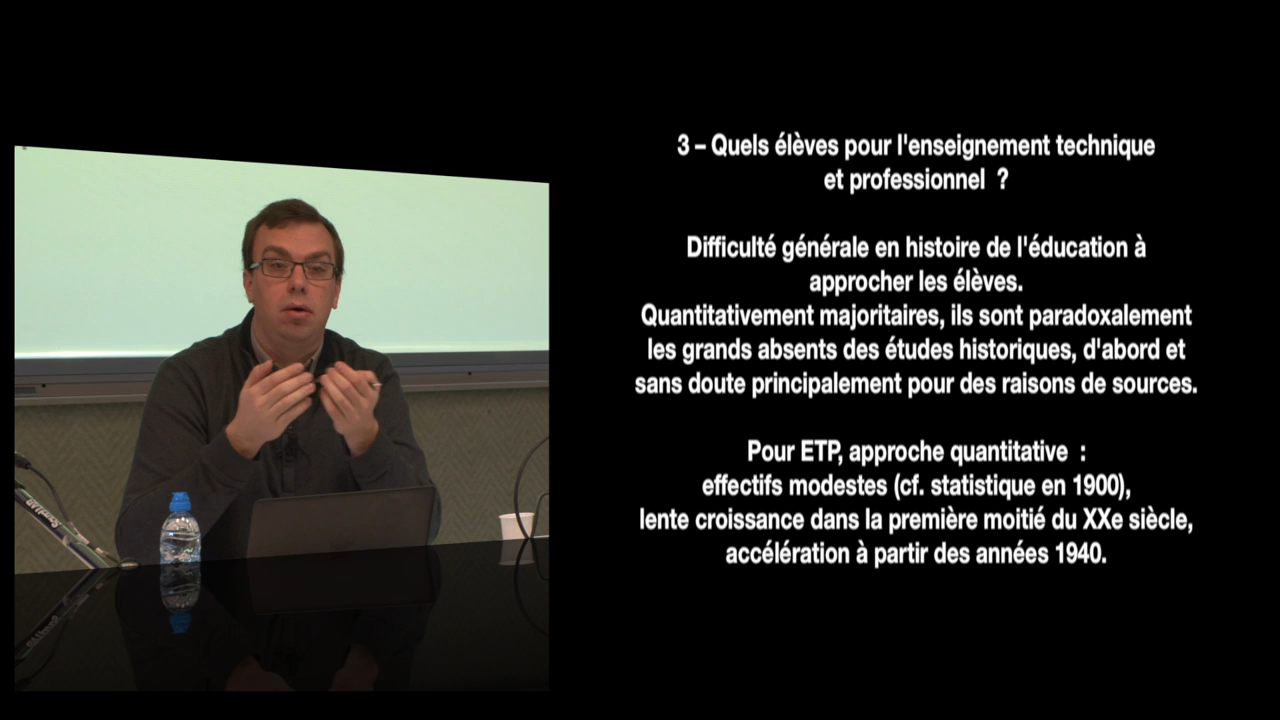 3 – Quels élèves pour l'enseignement technique
et professionnel  ?
Difficulté générale en histoire de l'éducation à
approcher les élèves.
Quantitativement majoritaires, ils sont paradoxalement
les grands absents des études historiques, d'abord et
sans doute principalement pour des raisons de sources.
Pour ETP, approche quantitative  :
effectifs modestes (cf. statistique en 1900),
lente croissance dans la première moitié du XXe siècle,
accélération à partir des années 1940.